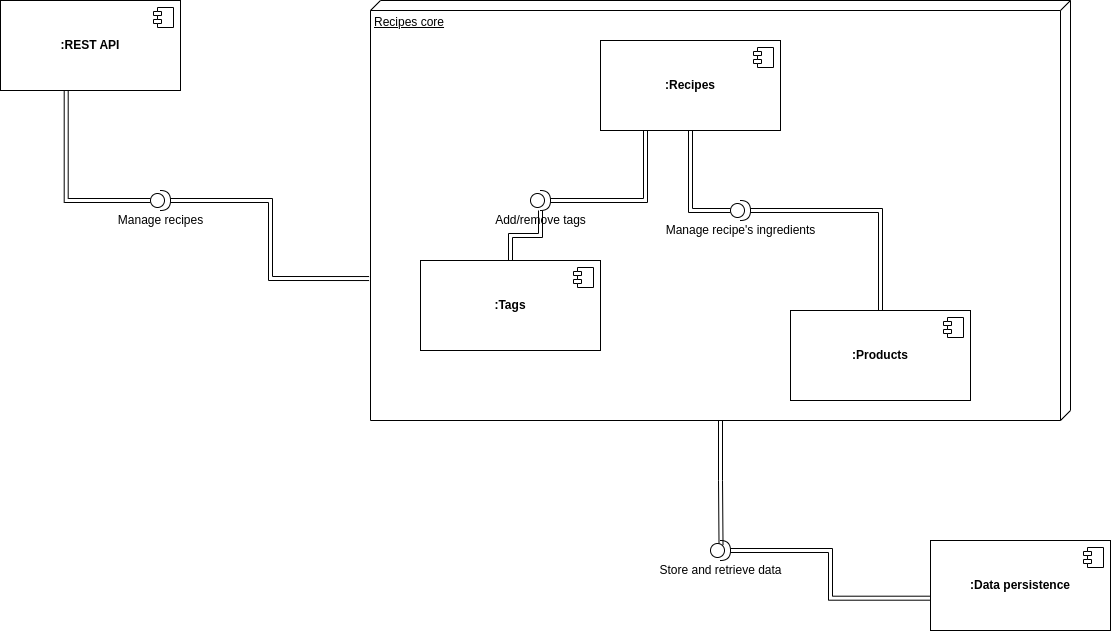 :REST API
Recipes core
:Recipes
Manage recipes
Add/remove tags
Manage recipe's ingredients
:Tags
:Products
Store and retrieve data
:Data persistence